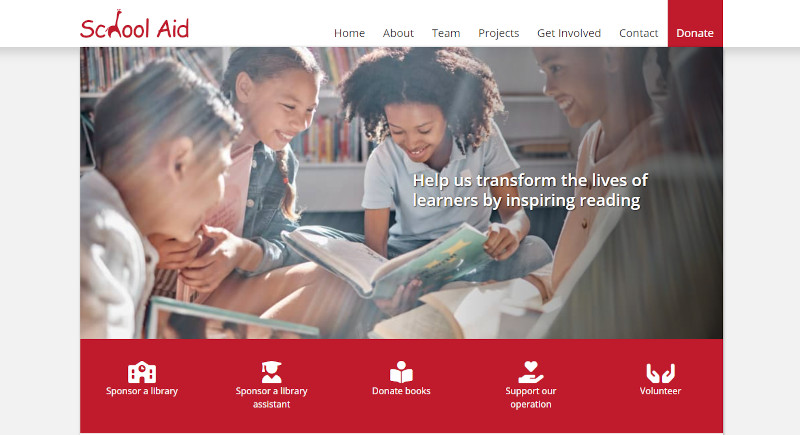 School Aid
Home About Team Projects Get Involved Contact Donate
Help us transform the lives of
learners by inspiring reading
Sponsor a library
Sponsor a library
assistant
Donate books
Support our
operation
Volunteer